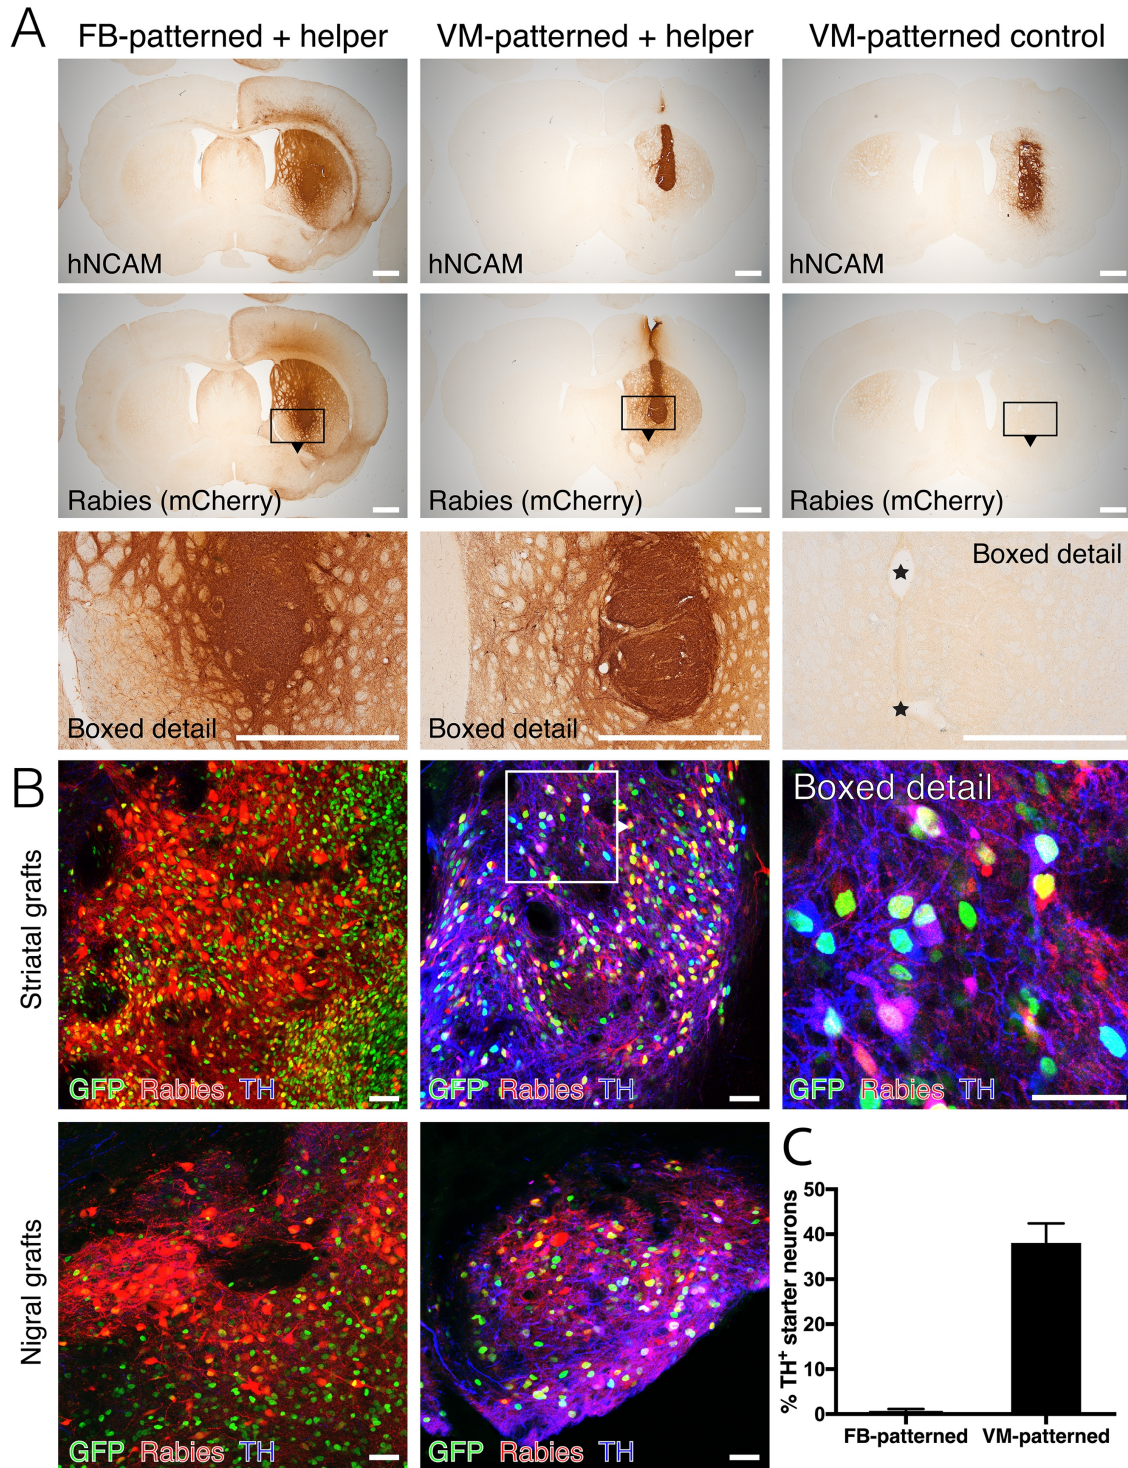 A
FB-patterned + helper
VM-patterned + helper
VM-patterned control
hNCAM
hNCAM
hNCAM
Rabies (mCherry)
Rabies (mCherry)
Rabies (mCherry)
Boxed detail
Boxed detail
Boxed detail
B
Striatal grafts
GFP Rabies TH
GFP Rabies TH
Boxed detail
GFP Rabies TH
Nigral grafts
GFP Rabies TH
GFP Rabies TH
C
% TH⁺ starter neurons
50
40
30
20
10
0
FB-patterned
VM-patterned